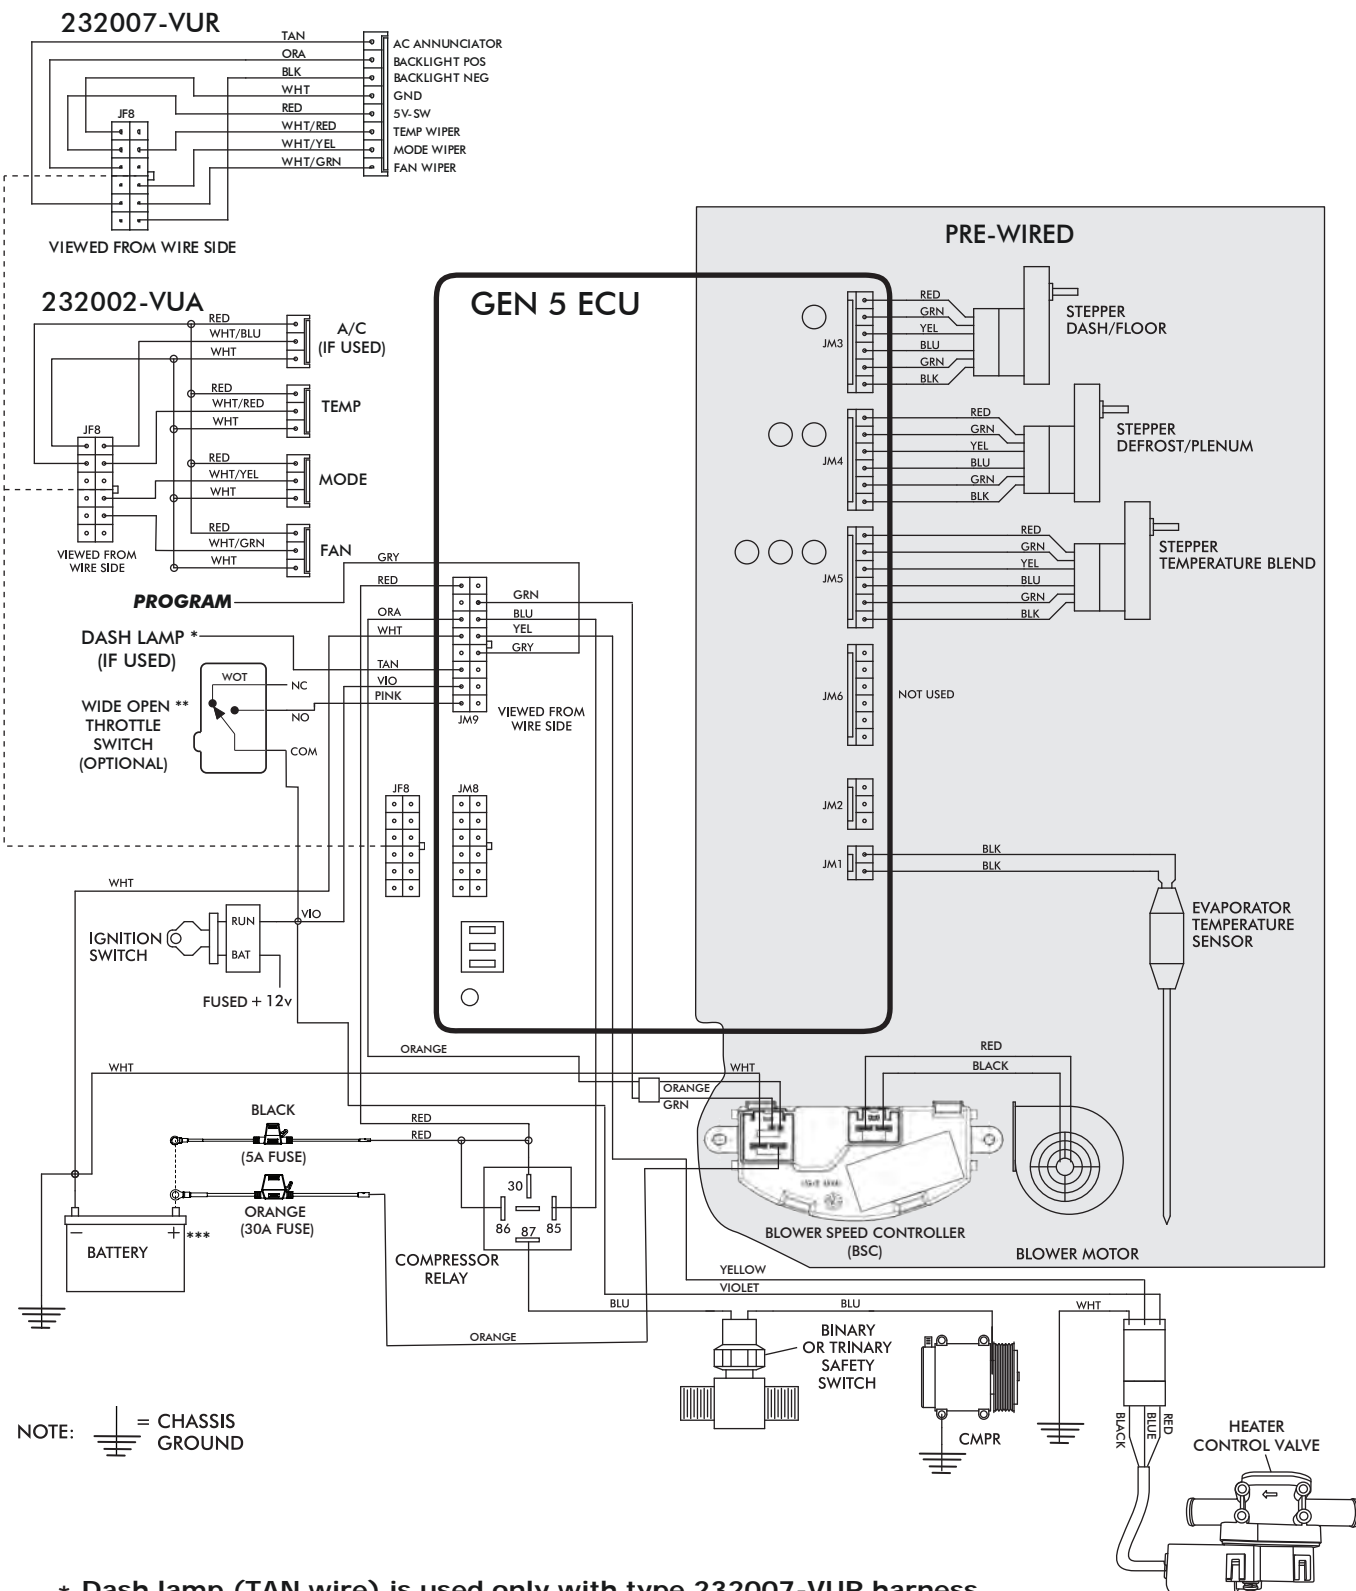 232007-VUR
TAN
ORA
BLK
WHT
RED
WHT/RED
WHT/YEL
WHT/GRN
AC ANNUNCIATOR
BACKLIGHT POS
BACKLIGHT NEG
GND
5V-SW
TEMP WIPER
MODE WIPER
FAN WIPER
JF8
VIEWED FROM WIRE SIDE
232002-VUA
RED
WHT/BLU
WHT
A/C
(IF USED)
RED
WHT/RED
WHT
TEMP
JF8
RED
WHT/YEL
WHT
MODE
RED
WHT/GRN
WHT
FAN
VIEWED FROM
WIRE SIDE
GEN 5 ECU
PRE-WIRED
JM3
RED
GRN
YEL
BLU
GRN
BLK
STEPPER
DASH/FLOOR
JM4
RED
GRN
YEL
BLU
GRN
BLK
STEPPER
DEFROST/PLENUM
JM5
RED
GRN
YEL
BLU
GRN
BLK
STEPPER
TEMPERATURE BLEND
JM6
NOT USED
JM2
JM1
BLK
BLK
EVAPORATOR
TEMPERATURE
SENSOR
PROGRAM
DASH LAMP *
(IF USED)
WIDE OPEN **
THROTTLE
SWITCH
(OPTIONAL)
WOT
NC
NO
COM
GRY
RED
ORA
WHT
TAN
VIO
PINK
GRN
BLU
YEL
GRY
JM9
VIEWED FROM
WIRE SIDE
JF8
JM8
WHT
IGNITION
SWITCH
RUN
BAT
VIO
FUSED + 12v
ORANGE
WHT
WHT
ORANGE
GRN
RED
BLACK
BLACK
(5A FUSE)
RED
RED
ORANGE
(30A FUSE)
- + ***
BATTERY
30
86
87
85
COMPRESSOR
RELAY
BLOWER SPEED CONTROLLER
(BSC)
BLOWER MOTOR
YELLOW
VIOLET
BLU
BLU
WHT
ORANGE
BINARY
OR TRINARY
SAFETY
SWITCH
CMPR
BLACK
BLUE
RED
HEATER
CONTROL VALVE
NOTE:
= CHASSIS
GROUND
* Dash lamp (TAN wire) is used only with type 232007-VUR harness